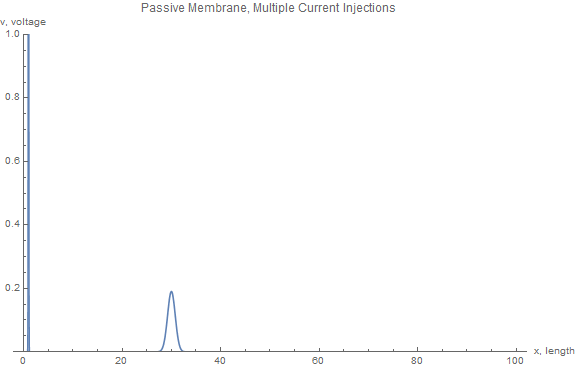 Passive Membrane, Multiple Current Injections
v, voltage
1.0
0.8
0.6
0.4
0.2
0 20 40 60 80 100 x, length